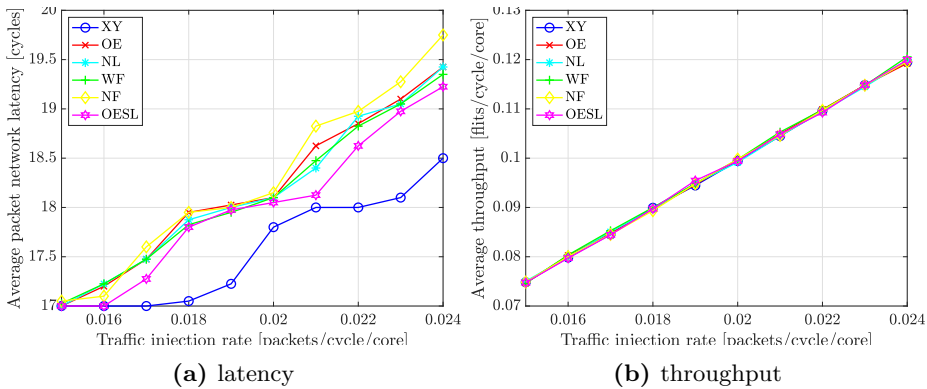 20
19.5
19
18.5
18
17.5
17
Average packet network latency [cycles]
XY
OE
NL
WF
NF
OESL
0.016 0.018 0.02 0.022 0.024
Traffic injection rate [packets/cycle/core]
(a) latency
0.13
0.12
0.11
0.1
0.09
0.08
0.07
Average throughput [flits/cycle/core]
XY
OE
NL
WF
NF
OESL
0.016 0.018 0.02 0.022 0.024
Traffic injection rate [packets/cycle/core]
(b) throughput